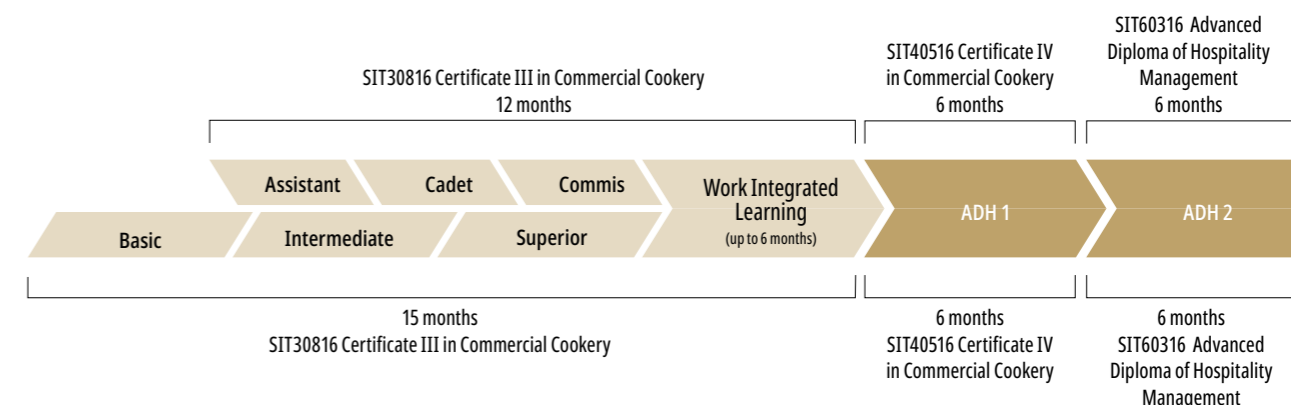 SIT30816 Certificate III in Commercial Cookery
12 months
SIT40516 Certificate IV
in Commercial Cookery
6 months
SIT60316 Advanced
Diploma of Hospitality
Management
6 months
Assistant
Cadet
Commis
Basic
Intermediate
Superior
Work Integrated
Learning
(up to 6 months)
ADH 1
ADH 2
15 months
SIT30816 Certificate III in Commercial Cookery
6 months
SIT40516 Certificate IV
in Commercial Cookery
6 months
SIT60316 Advanced
Diploma of Hospitality
Management